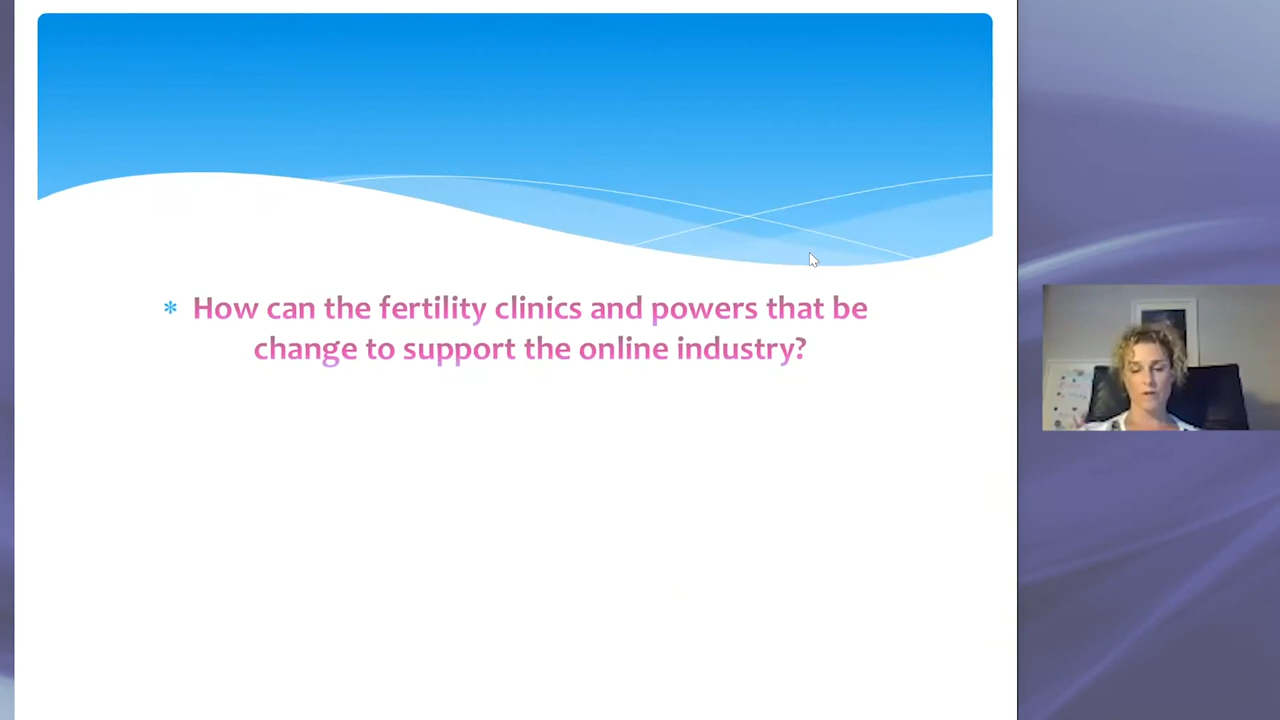 * How can the fertility clinics and powers that be
change to support the online industry?